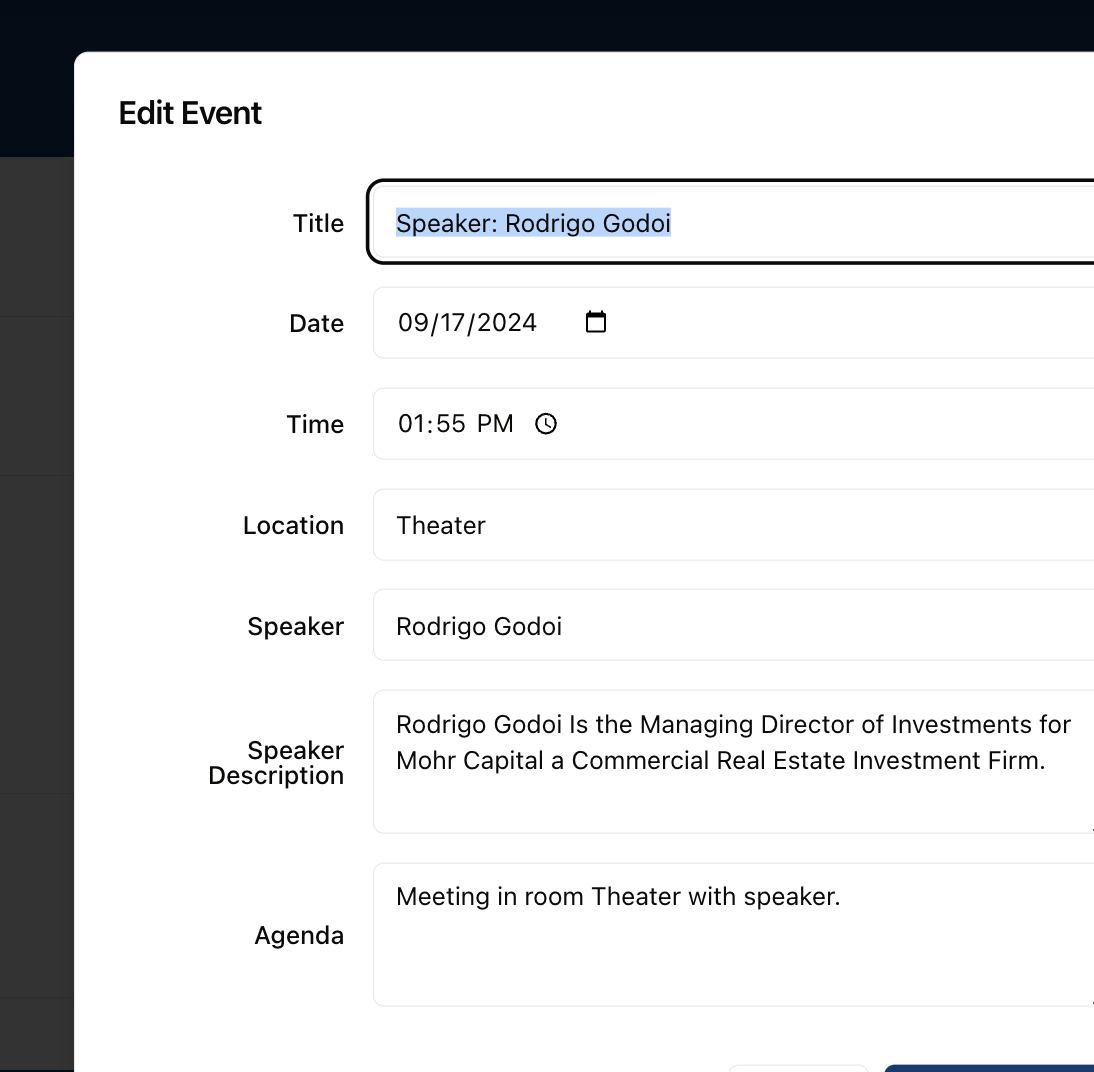 Edit Event
Title
Speaker: Rodrigo Godoi
Date
09/17/2024
Time
01:55 PM
Location
Theater
Speaker
Rodrigo Godoi
Speaker
Description
Rodrigo Godoi Is the Managing Director of Investments for
Mohr Capital a Commercial Real Estate Investment Firm.
Agenda
Meeting in room Theater with speaker.